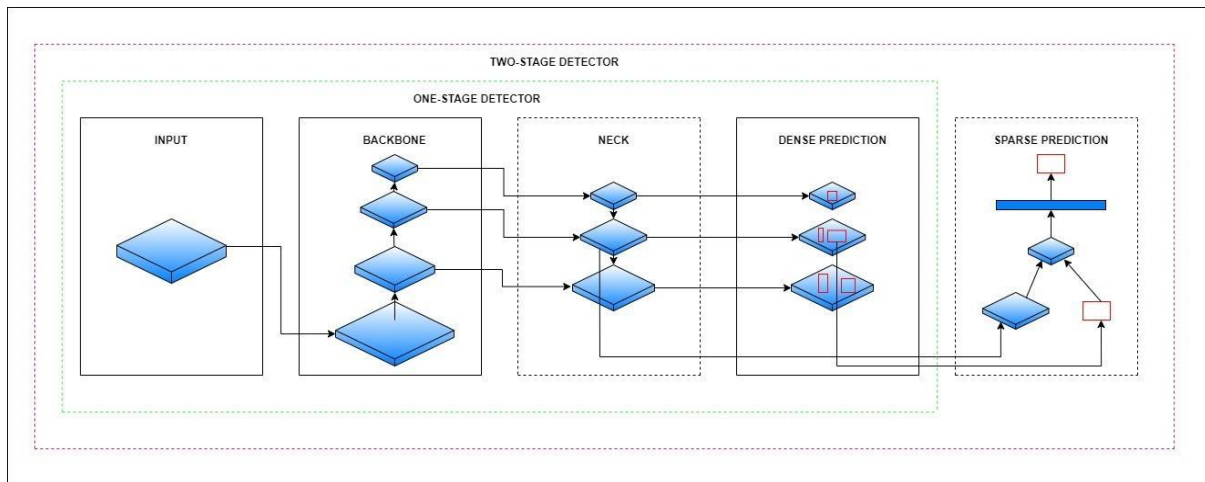 TWO-STAGE DETECTOR
ONE-STAGE DETECTOR
INPUT
BACKBONE
NECK
DENSE PREDICTION
SPARSE PREDICTION